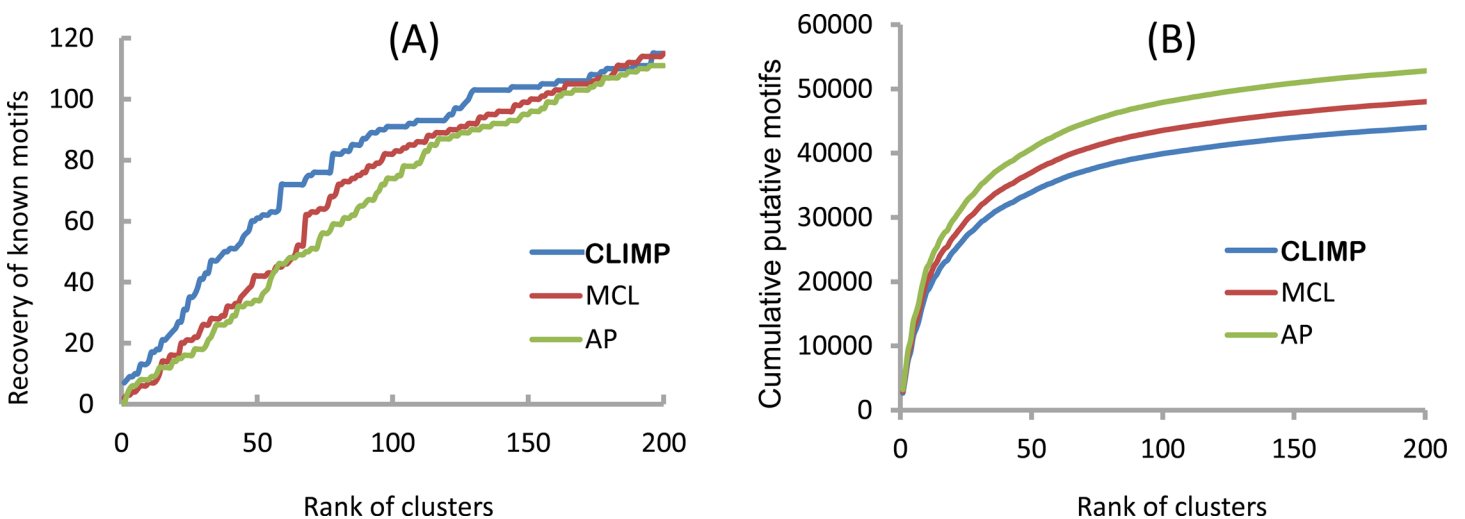 (A)
Recovery of known motifs
120
100
80
60
40
20
0
0 50 100 150 200
Rank of clusters
CLIMP
MCL
AP
(B)
Cumulative putative motifs
60000
50000
40000
30000
20000
10000
0
0 50 100 150 200
Rank of clusters
CLIMP
MCL
AP